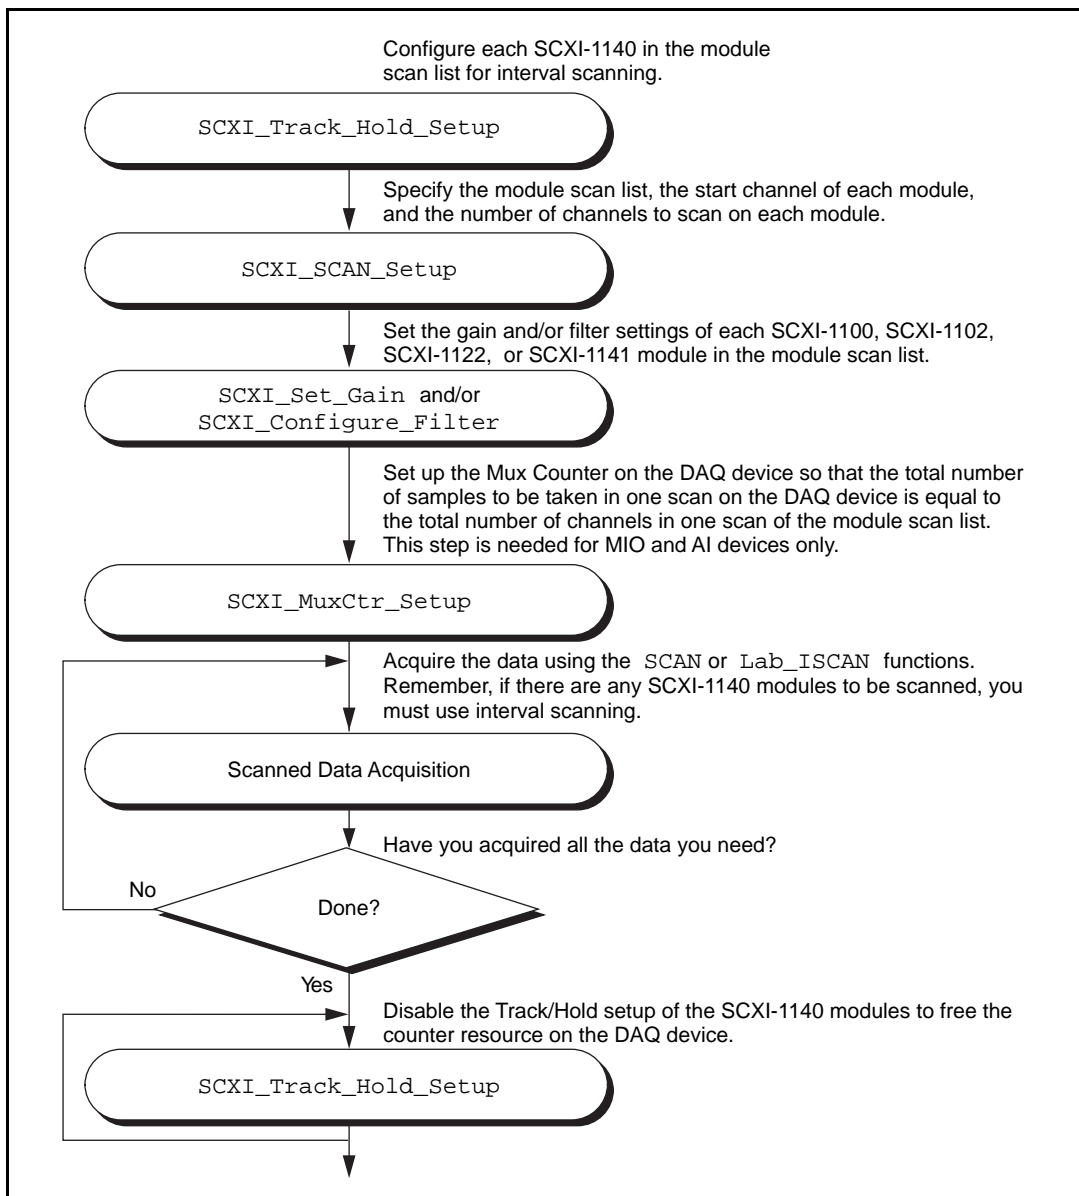 Configure each SCXI-1140 in the module
scan list for interval scanning.
SCXI_Track_Hold_Setup
Specify the module scan list, the start channel of each module,
and the number of channels to scan on each module.
SCXI_SCAN_Setup
Set the gain and/or filter settings of each SCXI-1100, SCXI-1102,
SCXI-1122, or SCXI-1141 module in the module scan list.
SCXI_Set_Gain and/or
SCXI_Configure_Filter
Set up the Mux Counter on the DAQ device so that the total number
of samples to be taken in one scan on the DAQ device is equal to
the total number of channels in one scan of the module scan list.
This step is needed for MIO and AI devices only.
SCXI_MuxCtr_Setup
Acquire the data using the SCAN or Lab_ISCAN functions.
Remember, if there are any SCXI-1140 modules to be scanned, you
must use interval scanning.
Scanned Data Acquisition
Have you acquired all the data you need?
No
Done?
Yes
Disable the Track/Hold setup of the SCXI-1140 modules to free the
counter resource on the DAQ device.
SCXI_Track_Hold_Setup